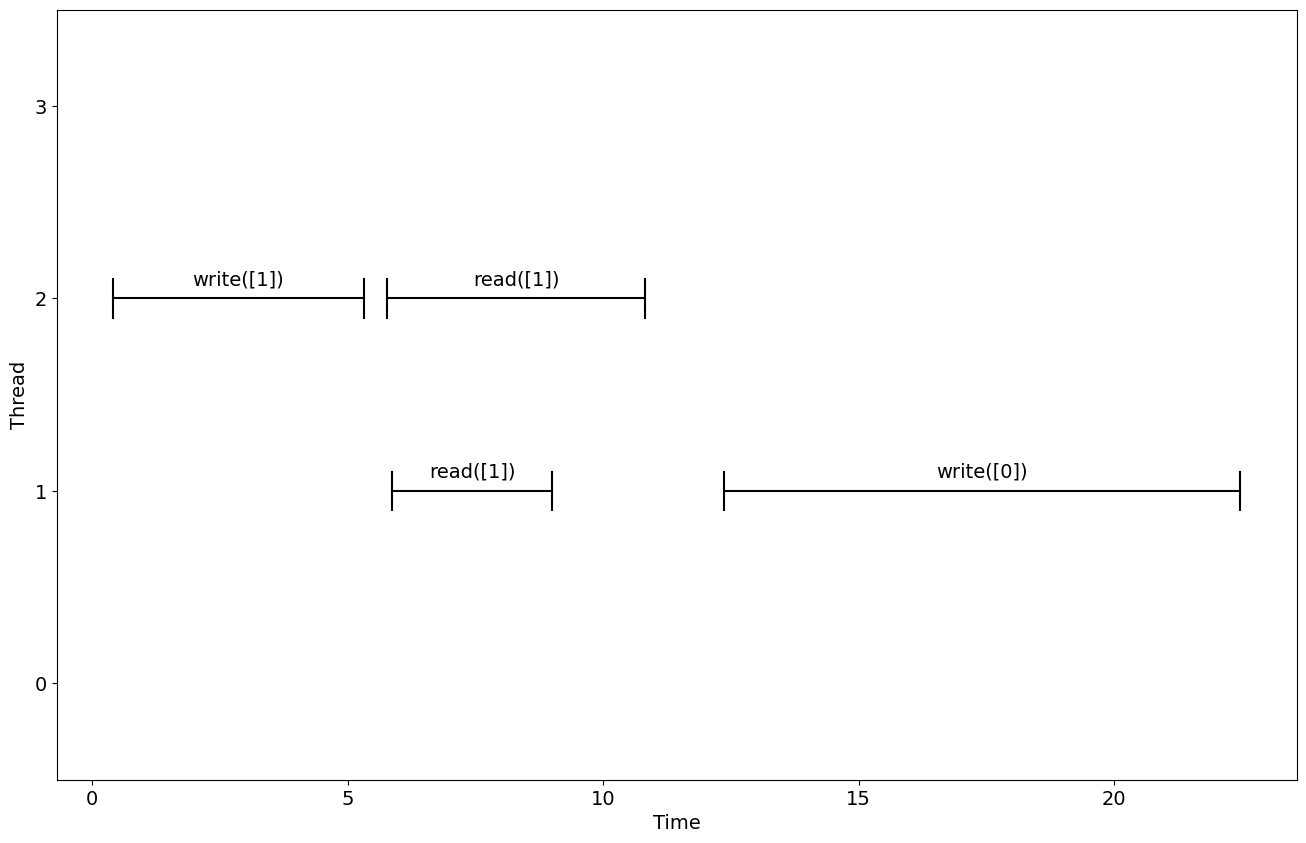 3
2
1
0
Thread
write([1])
read([1])
read([1])
write([0])
0 5 10 15 20
Time